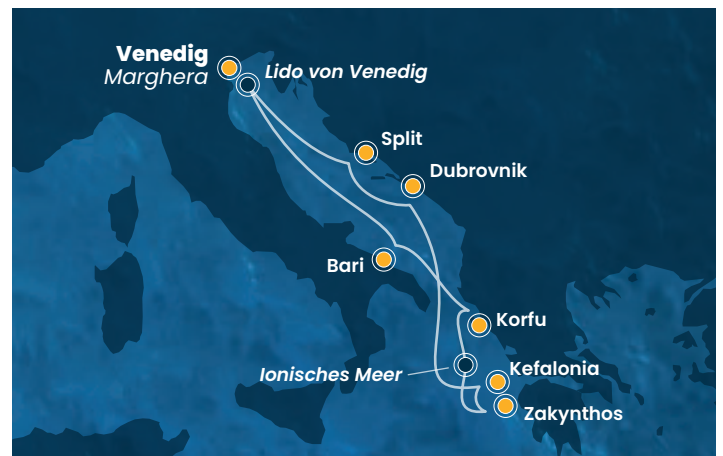 Venedig
Marghera
Lido von Venedig
Split
Dubrovnik
Bari
Korfu
Ionisches Meer
Kefalonia
Zakynthos